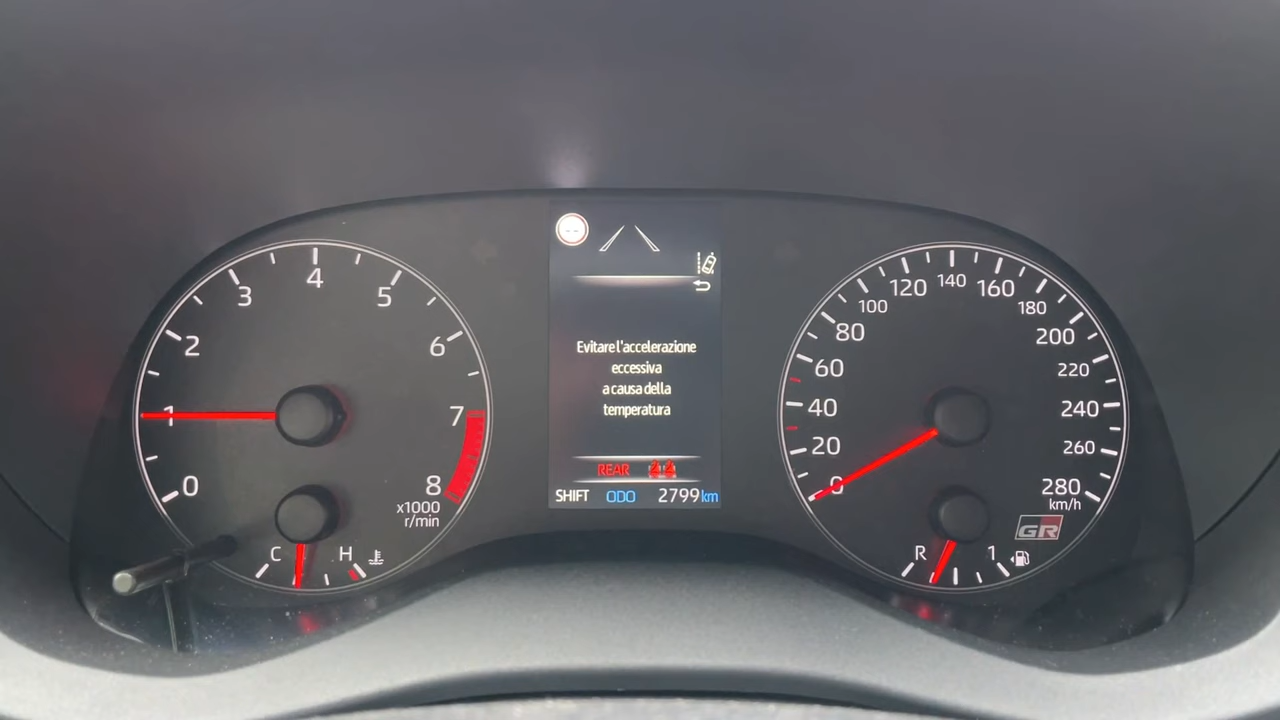 0
1
2
3
4
5
6
7
8
x1000
r/min
C
H
--
Evitare l'accelerazione
eccessiva
a causa della
temperatura
REAR
SHIFT ODO 2799 km
0
20
40
60
80
100
120
140
160
180
200
220
240
260
280
km/h
GR
R
1